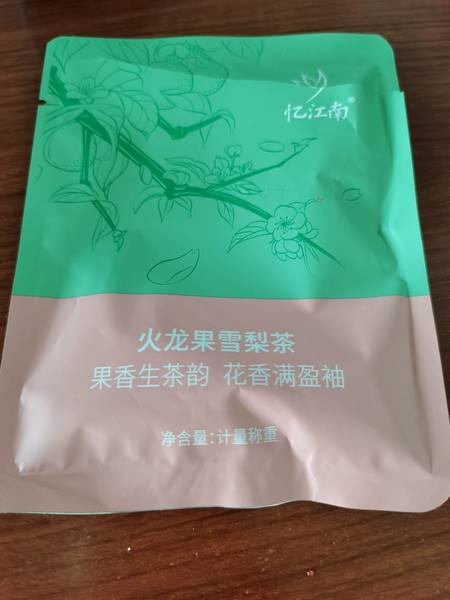 忆江南®
火龙果雪梨茶
果香生茶韵 花香满盈袖
净含量:计量称重